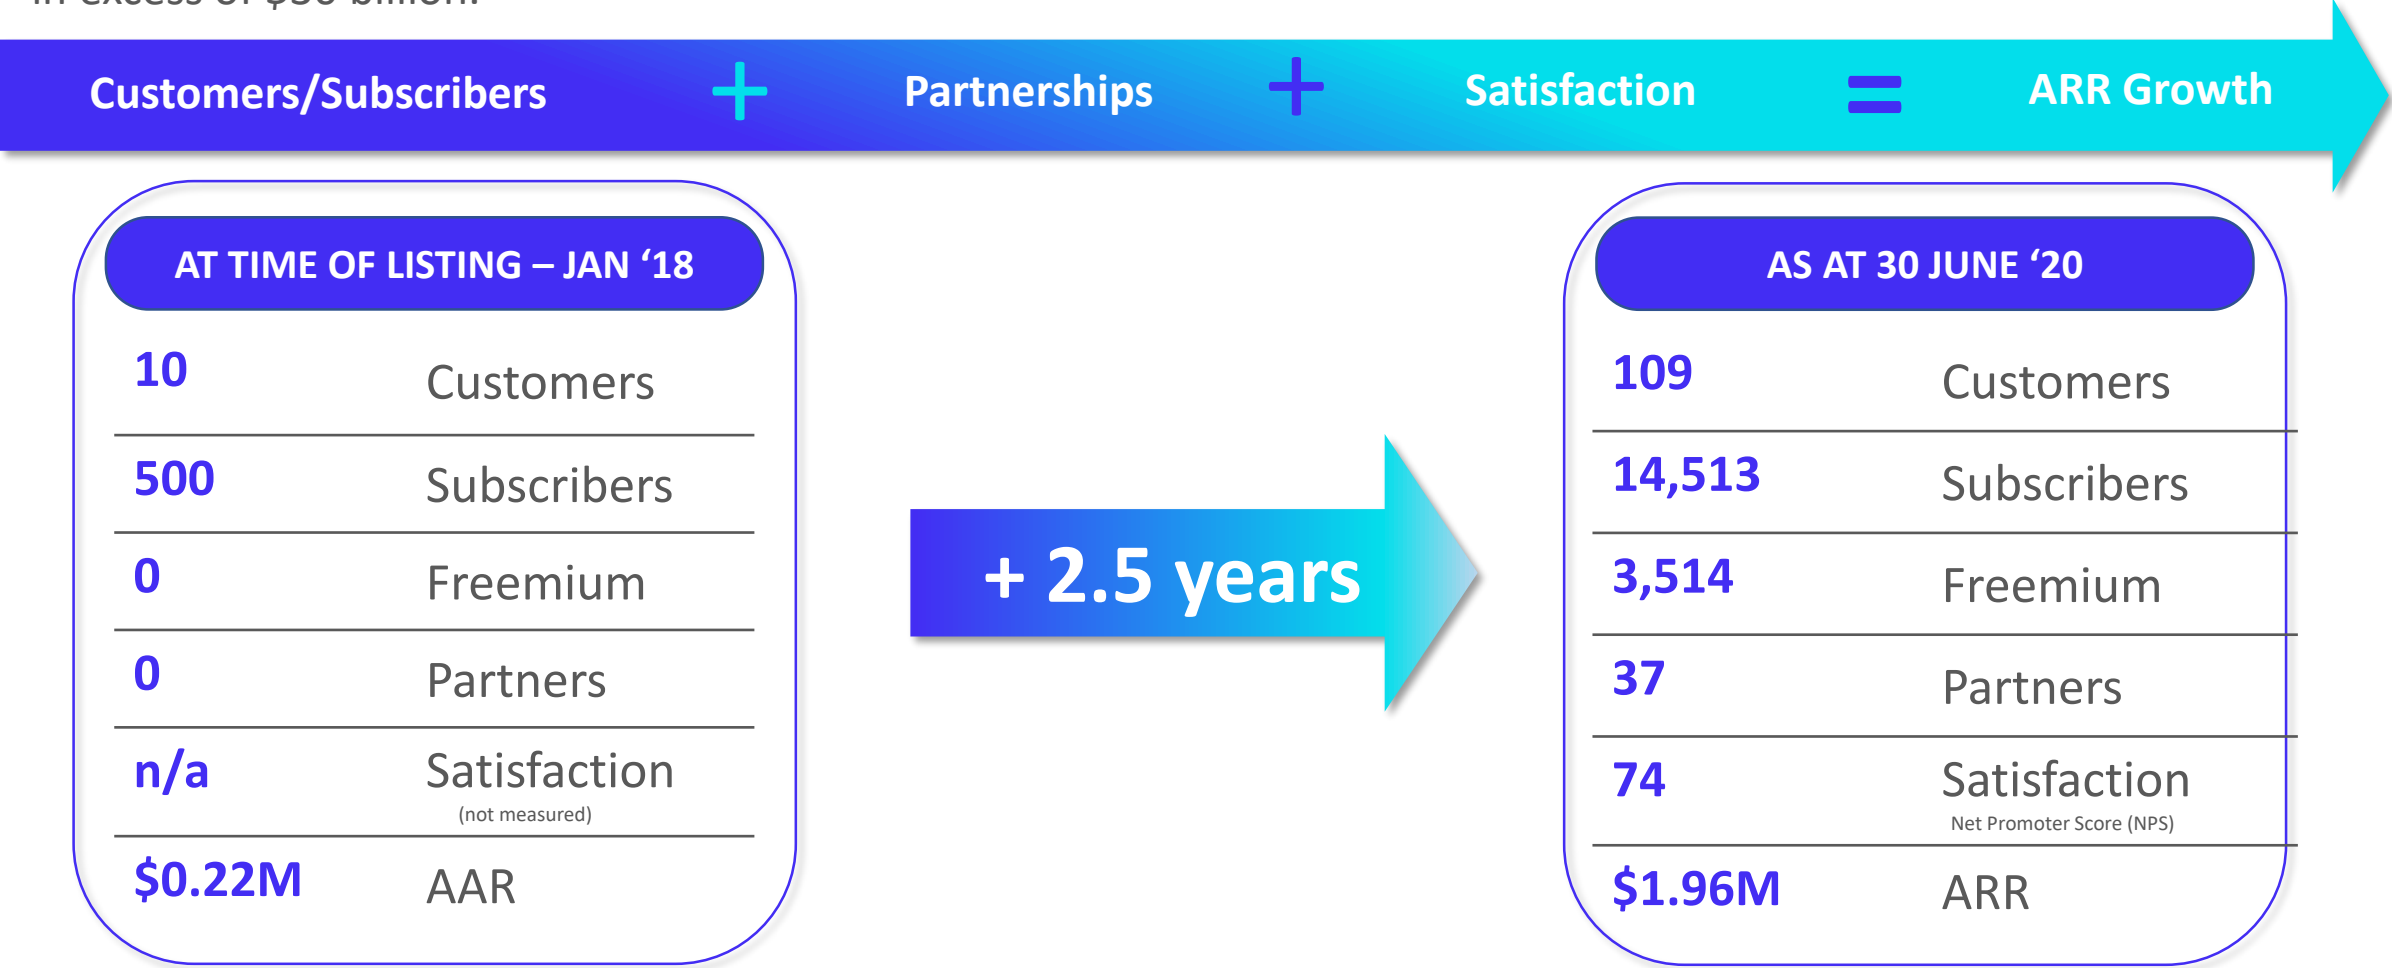 Customers/Subscribers + Partnerships + Satisfaction = ARR Growth
AT TIME OF LISTING – JAN ‘18
10 Customers
500 Subscribers
0 Freemium
0 Partners
n/a Satisfaction
(not measured)
$0.22M AAR
+ 2.5 years
AS AT 30 JUNE ‘20
109 Customers
14,513 Subscribers
3,514 Freemium
37 Partners
74 Satisfaction
Net Promoter Score (NPS)
$1.96M ARR